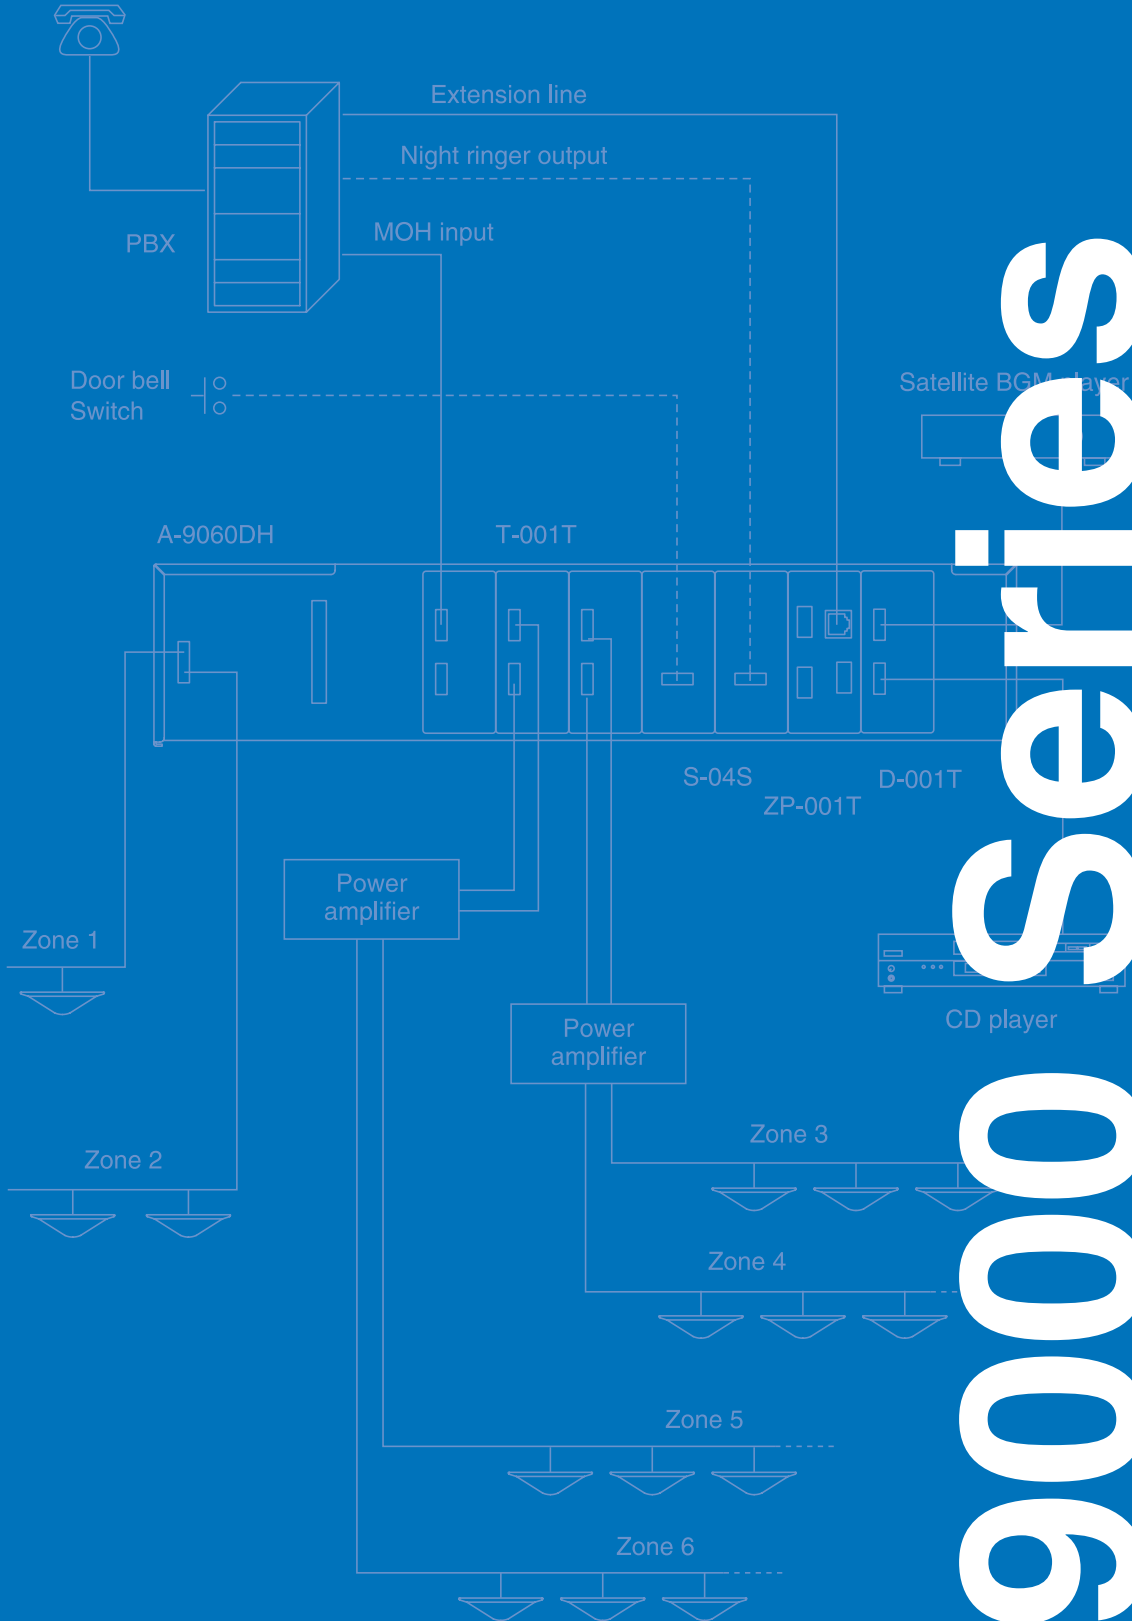 Extension line
Night ringer output
PBX
MOH input
Door bell
Switch
Satellite BGM player
A-9060DH
T-001T
S-04S
ZP-001T
D-001T
Power
amplifier
Zone 1
Power
amplifier
CD player
Zone 2
Zone 3
Zone 4
Zone 5
Zone 6
9000 Series